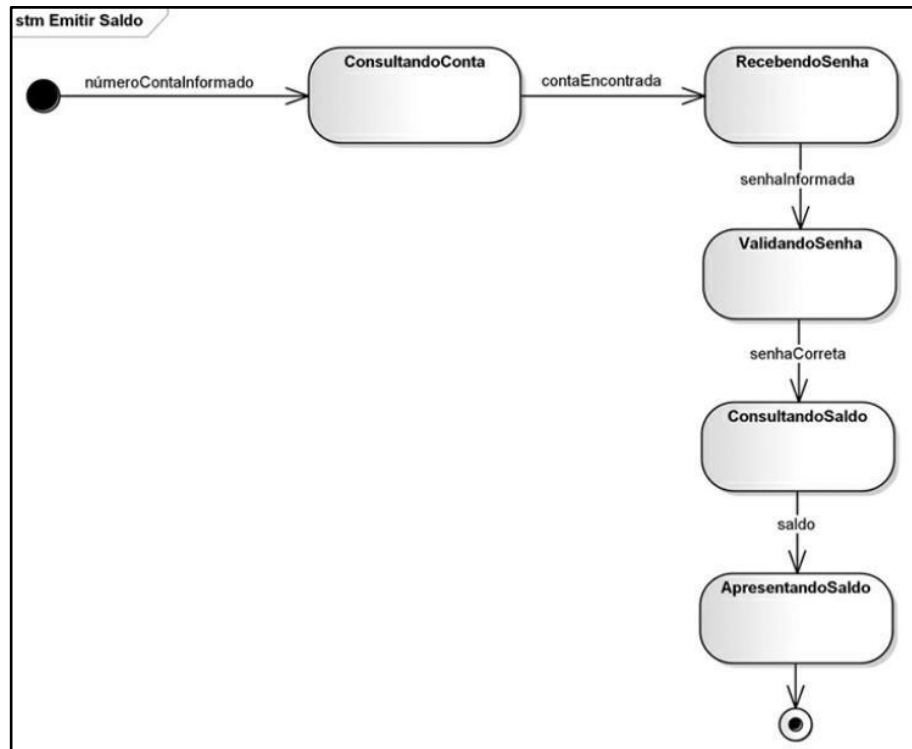 stm Emitir Saldo
númeroContaInformado
ConsultandoConta
contaEncontrada
RecebendoSenha
senhaInformada
ValidandoSenha
senhaCorreta
ConsultandoSaldo
saldo
ApresentandoSaldo